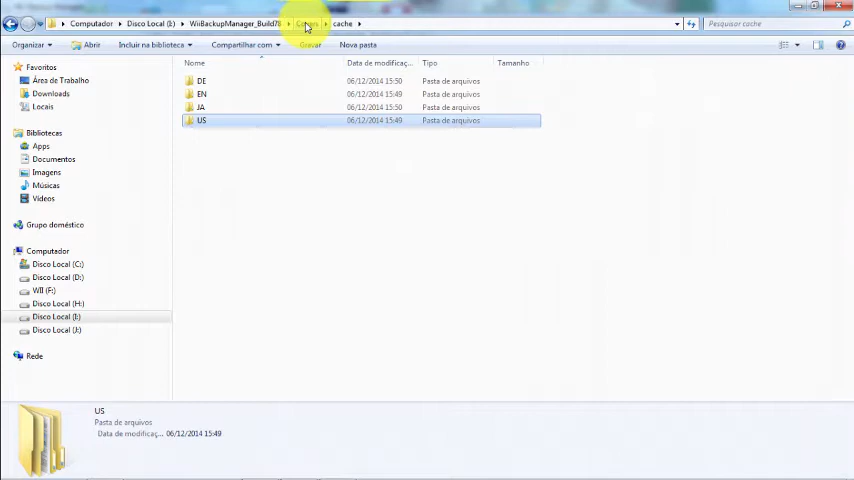 Computador ▸ Disco Local (I:) ▸ WiiBackupManager_Build78 ▸ Covers ▸ cache ▸ Pesquisar cache
Organizar Abrir Incluir na biblioteca Compartilhar com Gravar Nova pasta
Nome Data de modificaç... Tipo Tamanho
DE 06/12/2014 15:50 Pasta de arquivos
EN 06/12/2014 15:49 Pasta de arquivos
JA 06/12/2014 15:50 Pasta de arquivos
US 06/12/2014 15:49 Pasta de arquivos
Favoritos
Área de Trabalho
Downloads
Locais
Bibliotecas
Apps
Documentos
Imagens
Músicas
Vídeos
Grupo doméstico
Computador
Disco Local (C:)
Disco Local (D:)
WII (F:)
Disco Local (H:)
Disco Local (I:)
Disco Local (J:)
Rede
US
Pasta de arquivos
Data de modificaç... 06/12/2014 15:49